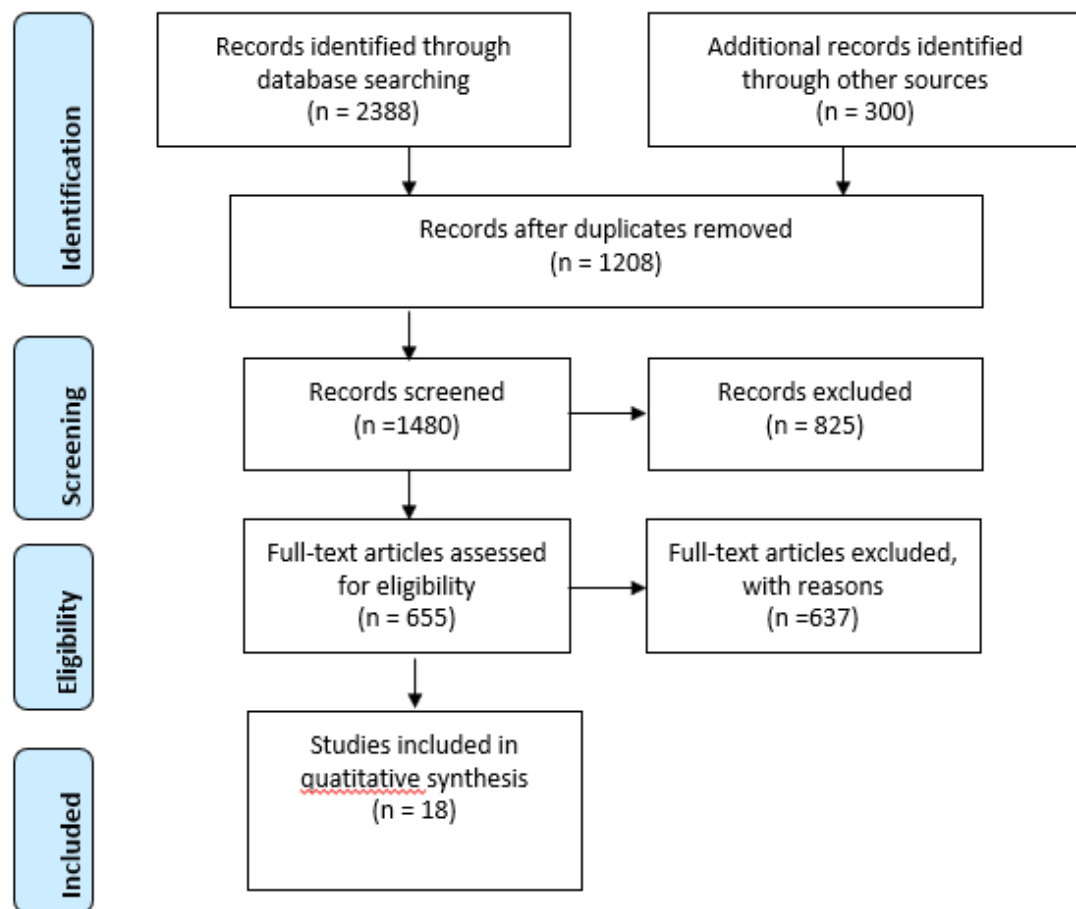 Identification
Records identified through
database searching
(n = 2388)
Additional records identified
through other sources
(n = 300)
Records after duplicates removed
(n = 1208)
Screening
Records screened
(n =1480)
Records excluded
(n = 825)
Eligibility
Full-text articles assessed
for eligibility
(n = 655)
Full-text articles excluded,
with reasons
(n =637)
Included
Studies included in
quatitative synthesis
(n = 18)